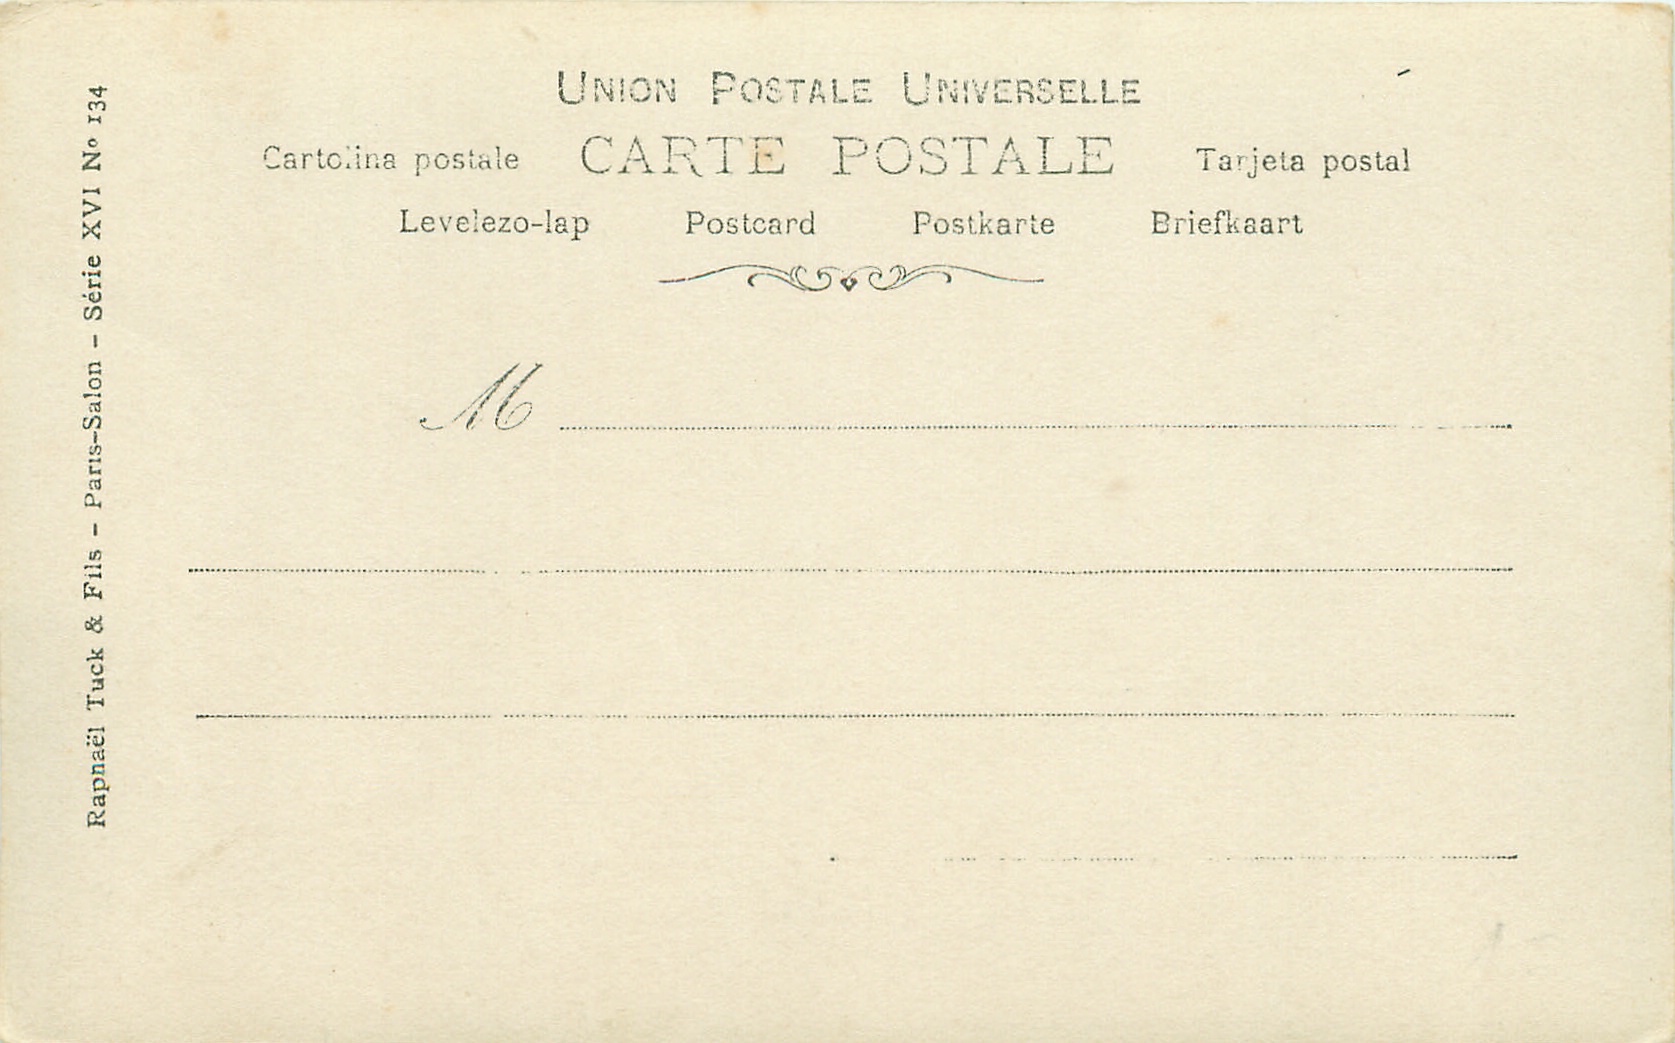 UNION POSTALE UNIVERSELLE
Cartolina postale CARTE POSTALE Tarjeta postal
Levelezo-lap Postcard Postkarte Briefkaart
M
Raphaël Tuck & Fils – Paris-Salon – Série XVI Nº 134